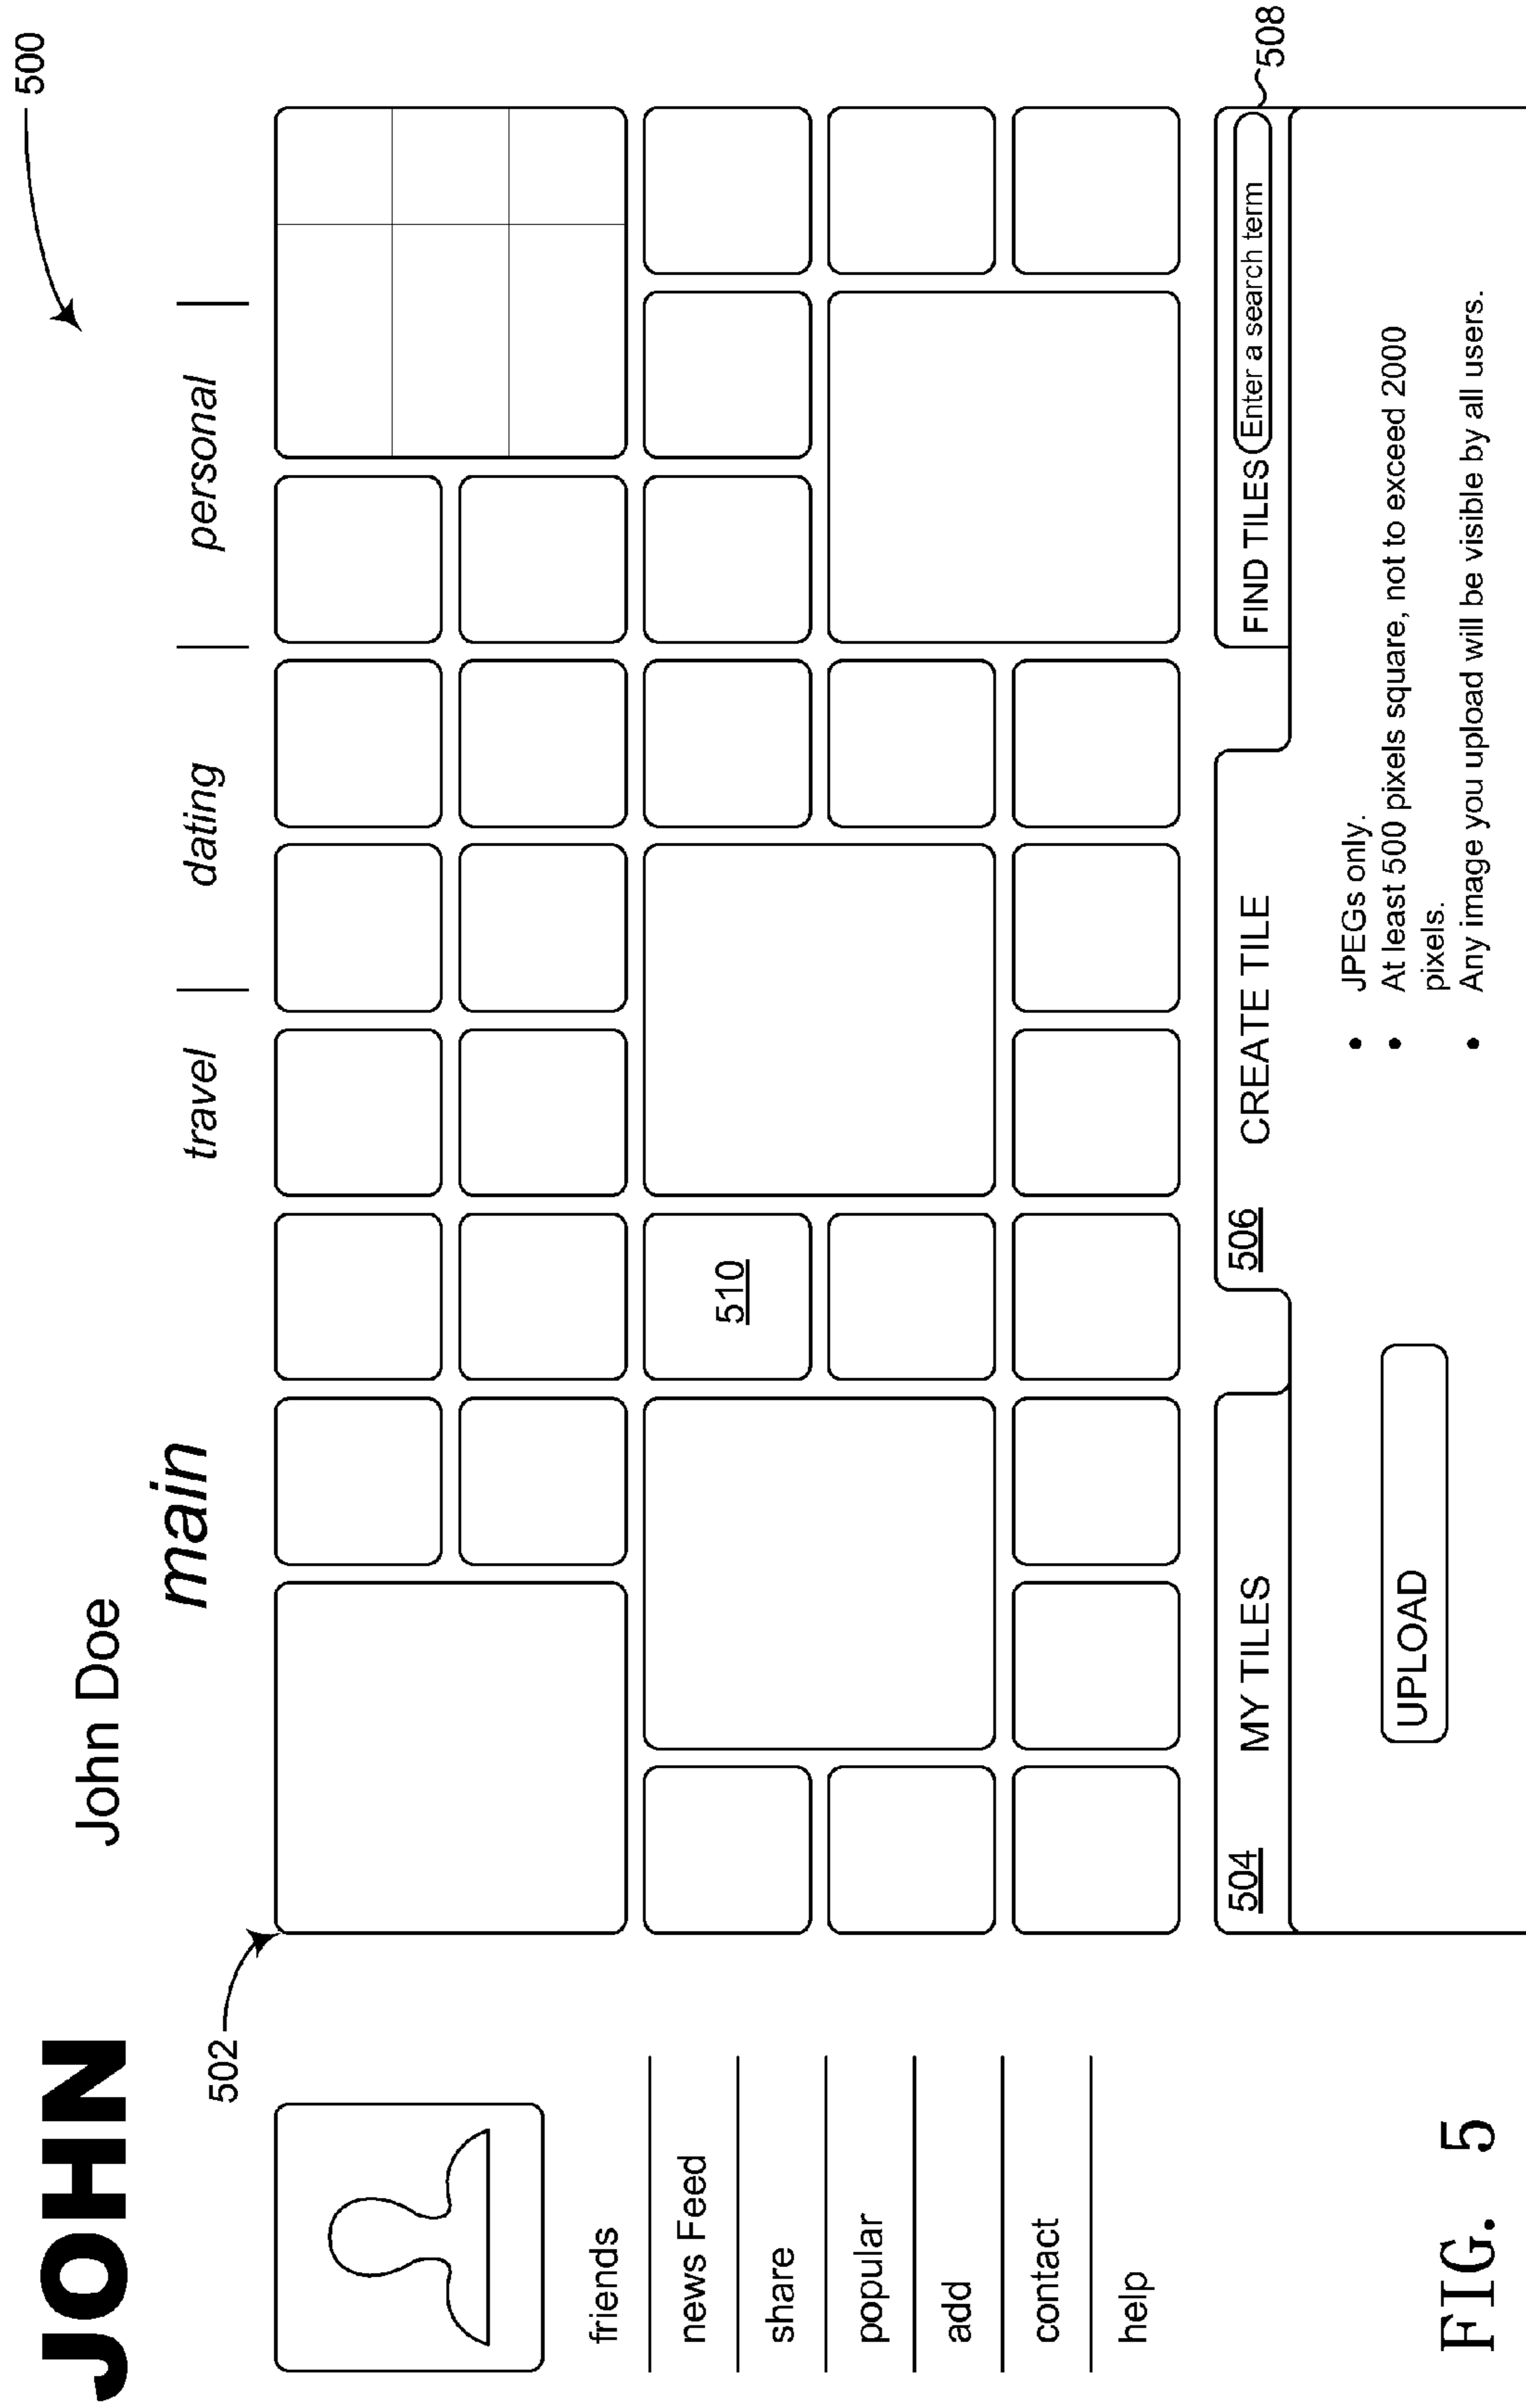 500
JOHN
John Doe
main
travel
dating
personal
502
friends
news Feed
share
popular
add
contact
help
510
504
MY TILES
506
CREATE TILE
FIND TILES
Enter a search term
508
UPLOAD
• JPEGs only.
• At least 500 pixels square, not to exceed 2000
pixels.
• Any image you upload will be visible by all users.
FIG. 5